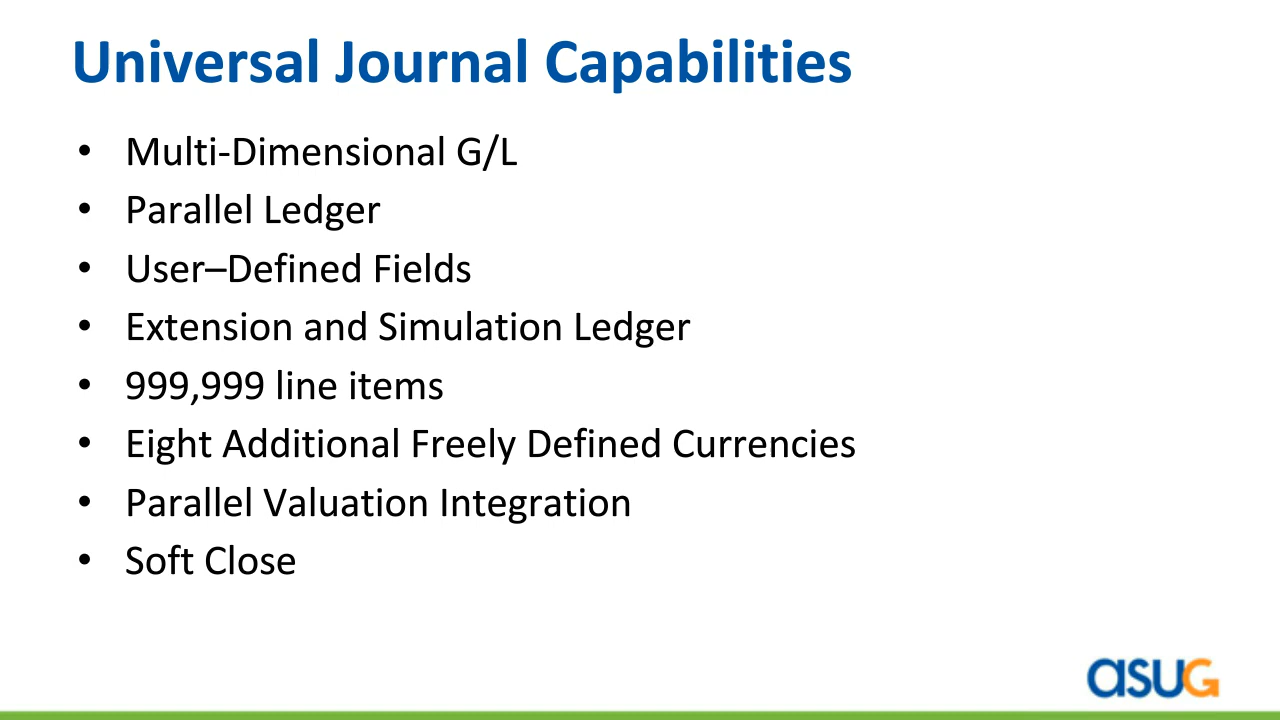 Universal Journal Capabilities
• Multi-Dimensional G/L
• Parallel Ledger
• User–Defined Fields
• Extension and Simulation Ledger
• 999,999 line items
• Eight Additional Freely Defined Currencies
• Parallel Valuation Integration
• Soft Close
asuG